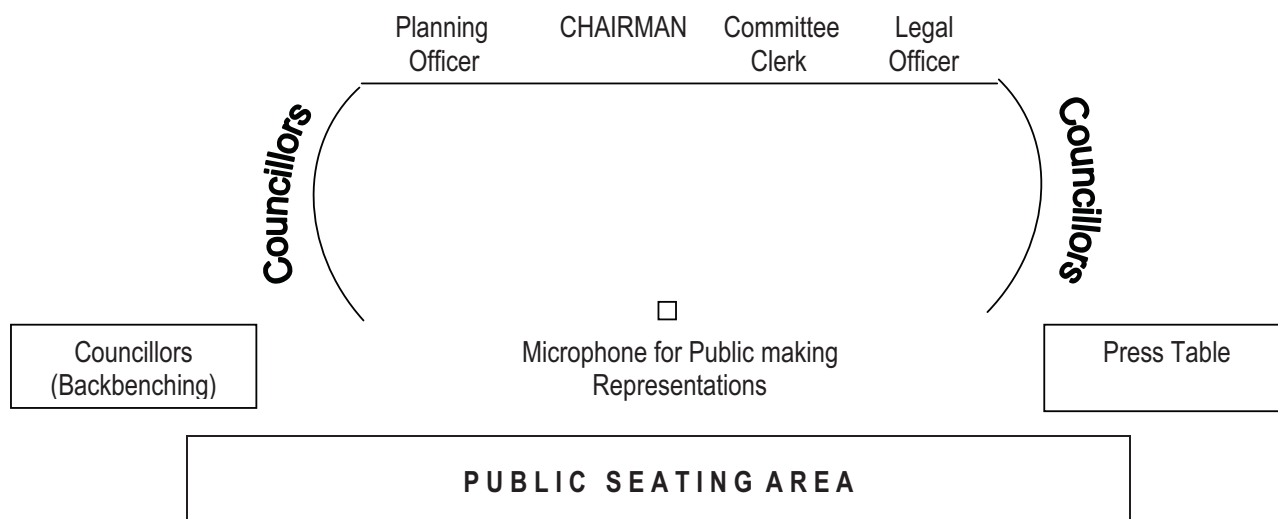 Planning
Officer
CHAIRMAN
Committee
Clerk
Legal
Officer
Councillors
Councillors
Councillors
(Backbenching)
Microphone for Public making
Representations
Press Table
PUBLIC SEATING AREA